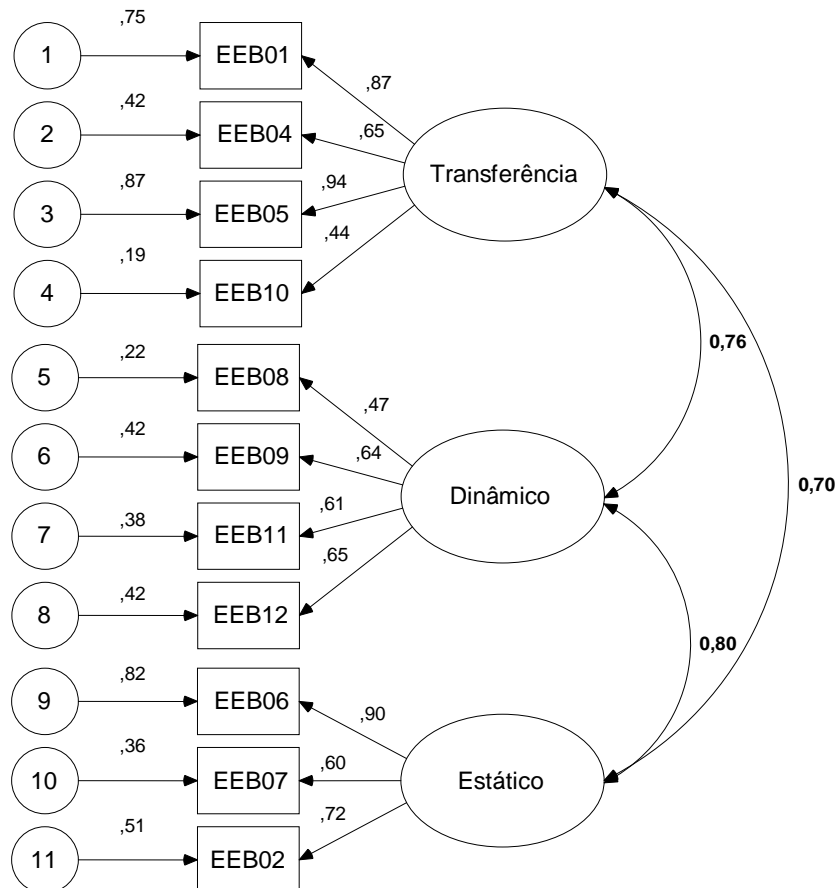 ,75
1
EEB01
,87
,42
2
EEB04
,65
Transferência
,87
3
EEB05
,94
,19
4
EEB10
,44
0,76
,22
5
EEB08
,47
,42
6
EEB09
,64
Dinâmico
0,70
,38
7
EEB11
,61
,42
8
EEB12
,65
0,80
,82
9
EEB06
,90
,36
10
EEB07
,60
Estático
,51
11
EEB02
,72